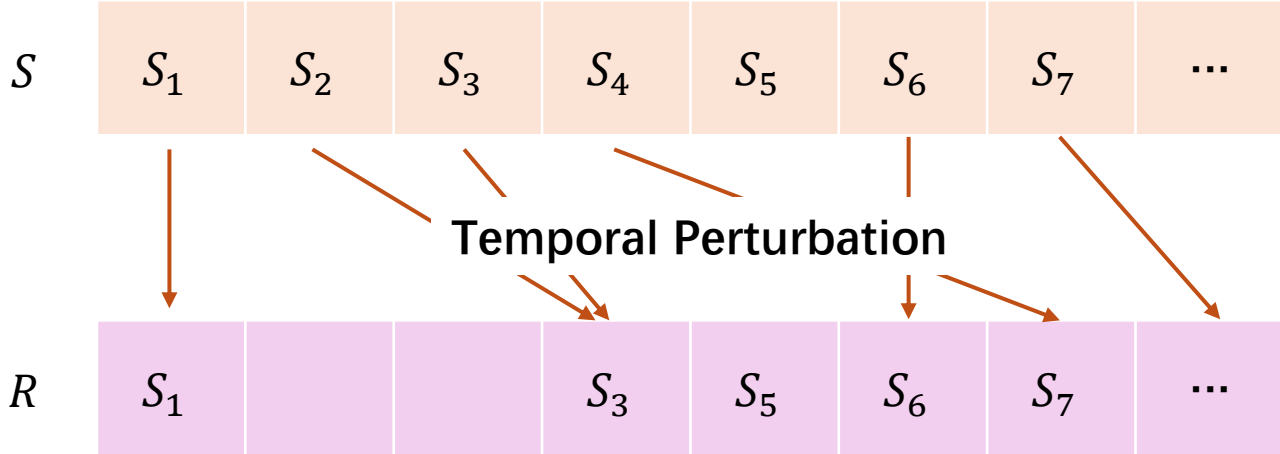 S S₁ S₂ S₃ S₄ S₅ S₆ S₇ ···
Temporal Perturbation
R S₁ S₃ S₅ S₆ S₇ ···